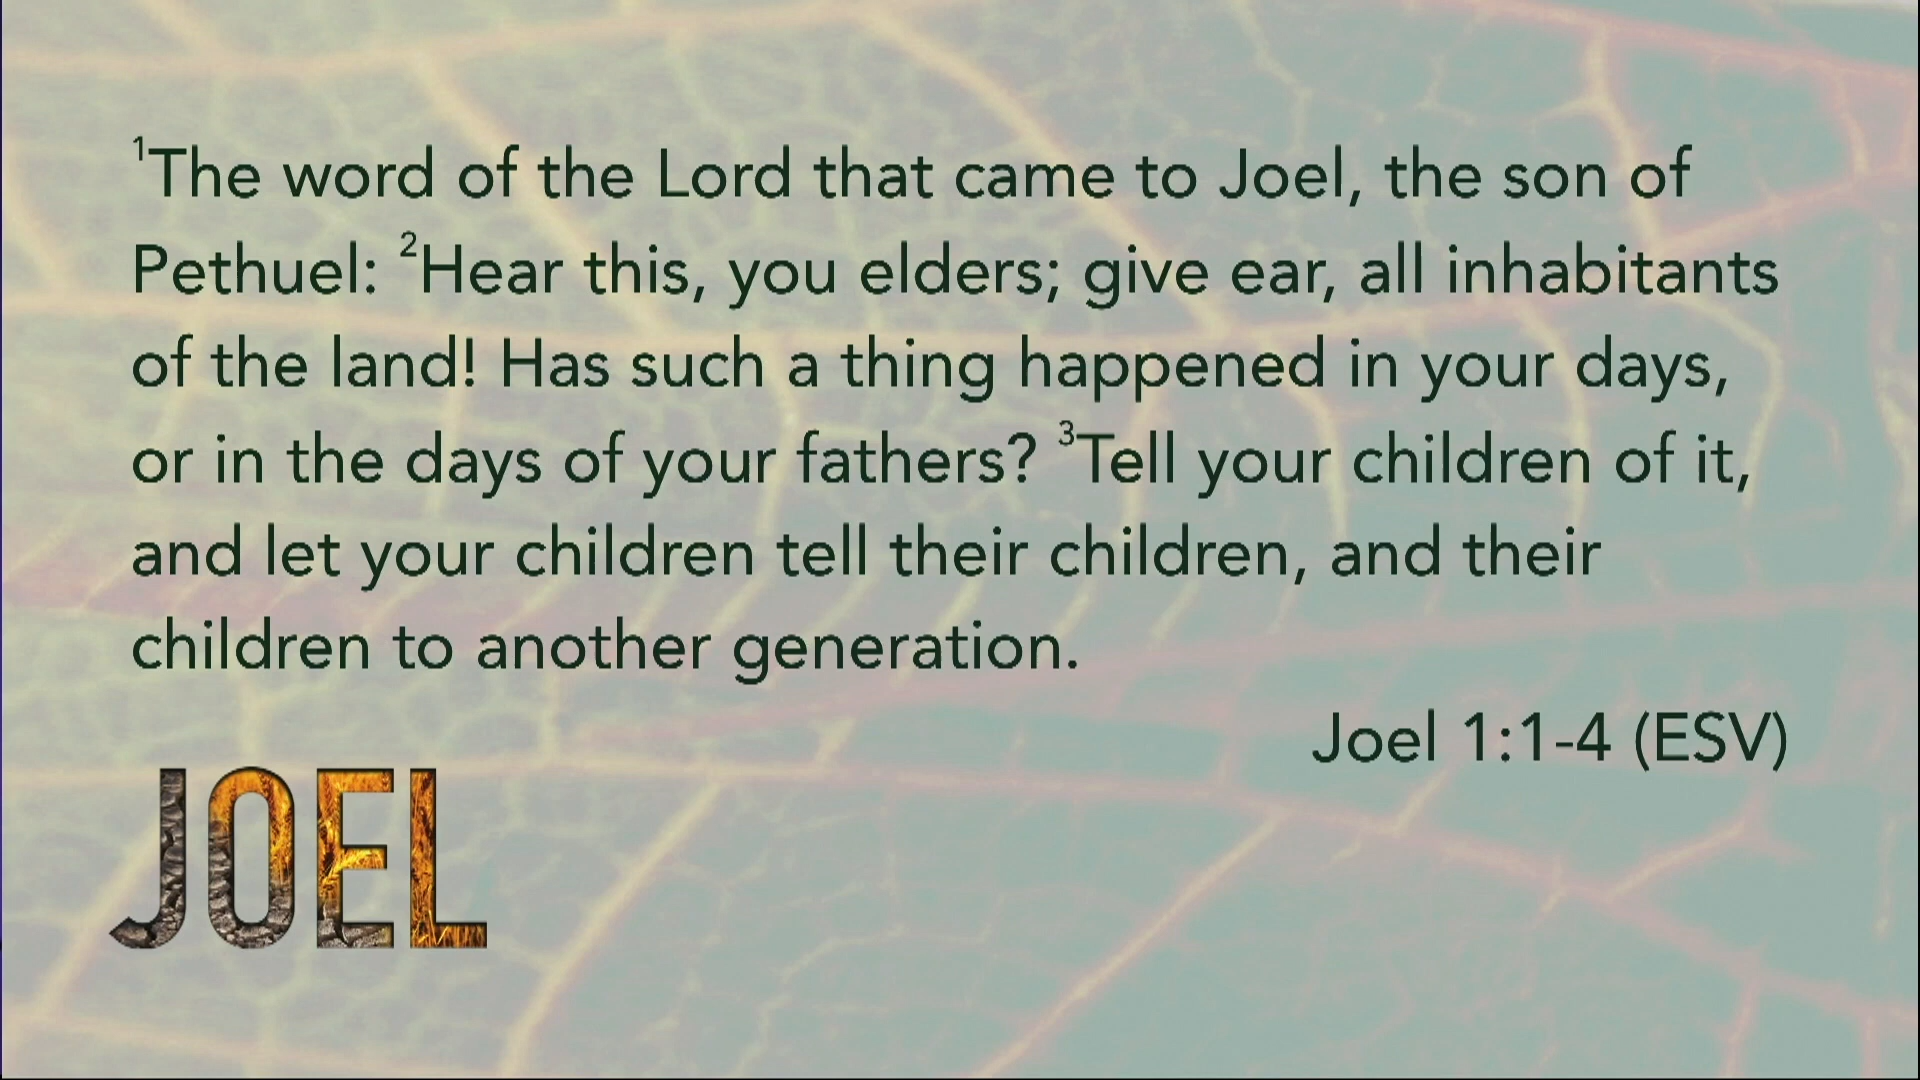 ¹The word of the Lord that came to Joel, the son of
Pethuel: ²Hear this, you elders; give ear, all inhabitants
of the land! Has such a thing happened in your days,
or in the days of your fathers? ³Tell your children of it,
and let your children tell their children, and their
children to another generation.
Joel 1:1-4 (ESV)
JOEL